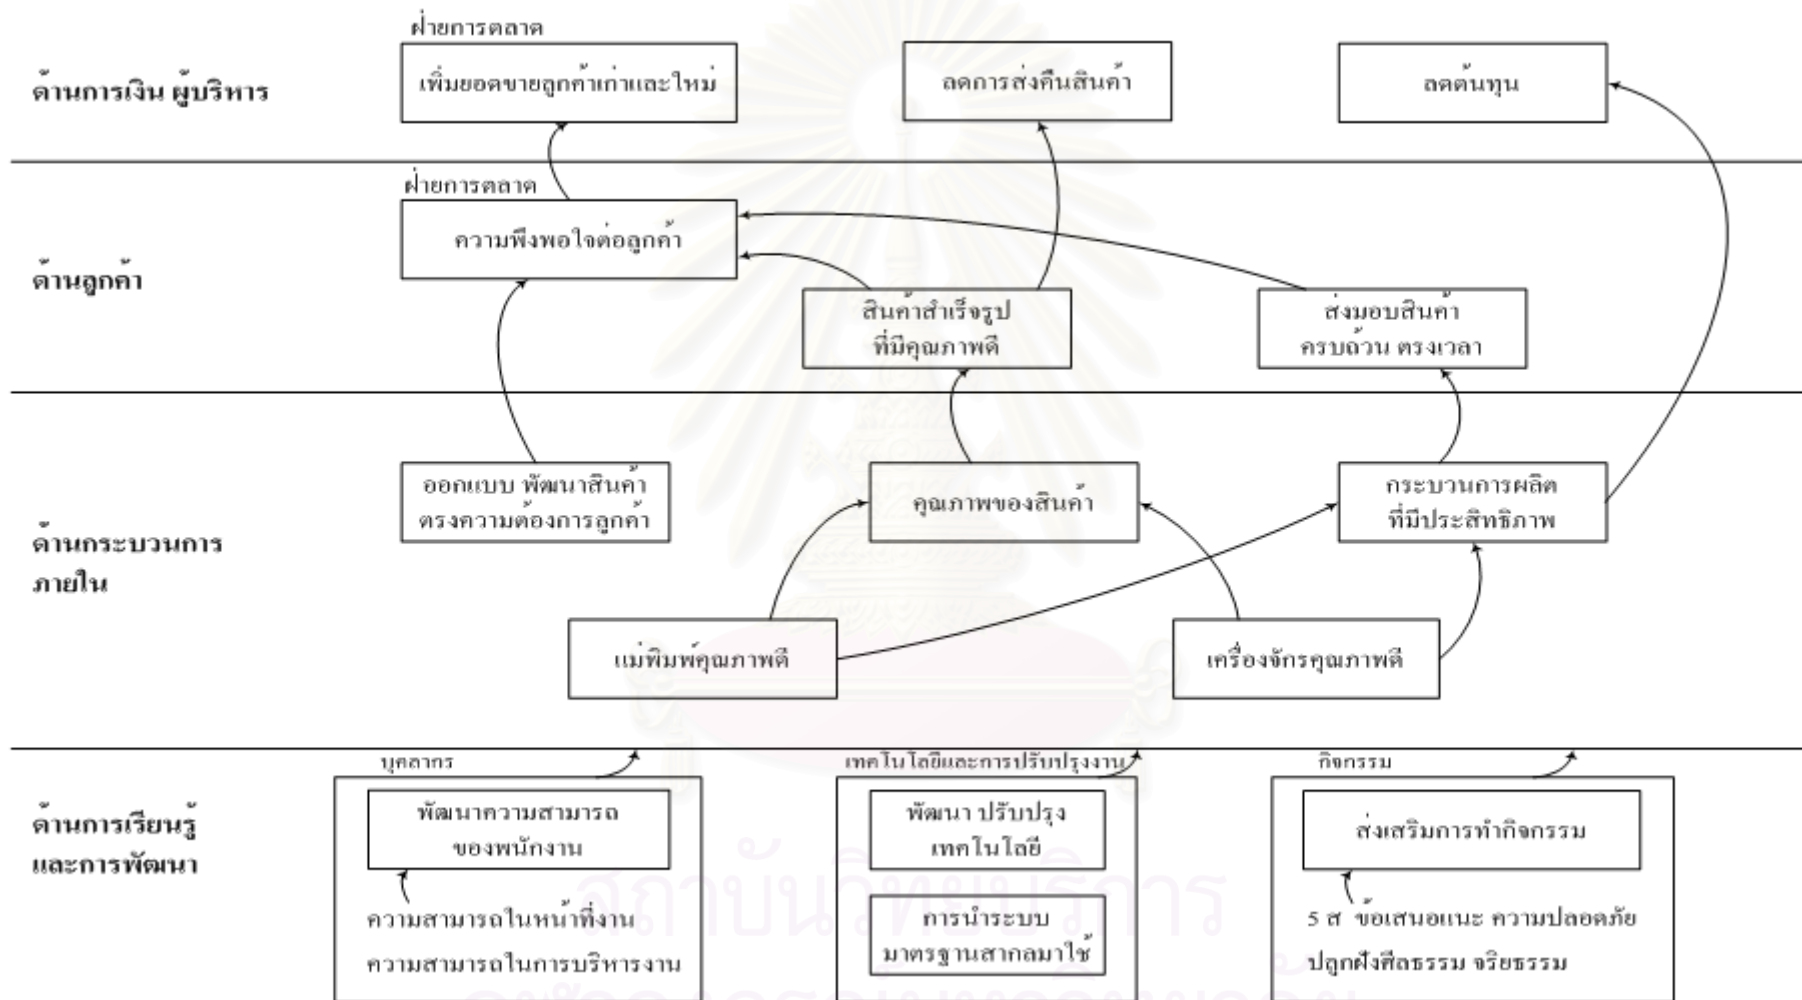 ฝ่ายการตลาด
ด้านการเงิน ผู้บริหาร
เพิ่มยอดขายลูกค้าเก่าและใหม่
ลดการส่งคืนสินค้า
ลดต้นทุน
ฝ่ายการตลาด
ด้านลูกค้า
ความพึงพอใจต่อลูกค้า
สินค้าสำเร็จรูป
ที่มีคุณภาพดี
ส่งมอบสินค้า
ครบถ้วน ตรงเวลา
ด้านกระบวนการ
ภายใน
ออกแบบ พัฒนาสินค้า
ตรงความต้องการลูกค้า
คุณภาพของสินค้า
กระบวนการผลิต
ที่มีประสิทธิภาพ
แม่พิมพ์คุณภาพดี
เครื่องจักรคุณภาพดี
ด้านการเรียนรู้
และการพัฒนา
บุคลากร
พัฒนาความสามารถ
ของพนักงาน
ความสามารถในหน้าที่งาน
ความสามารถในการบริหารงาน
เทคโนโลยีและการปรับปรุงงาน
พัฒนา ปรับปรุง
เทคโนโลยี
การนำระบบ
มาตรฐานสากลมาใช้
กิจกรรม
ส่งเสริมการทำกิจกรรม
5 ส ข้อเสนอแนะ ความปลอดภัย
ปลูกฝังศีลธรรม จริยธรรม
สถาบันวิทยบริการ